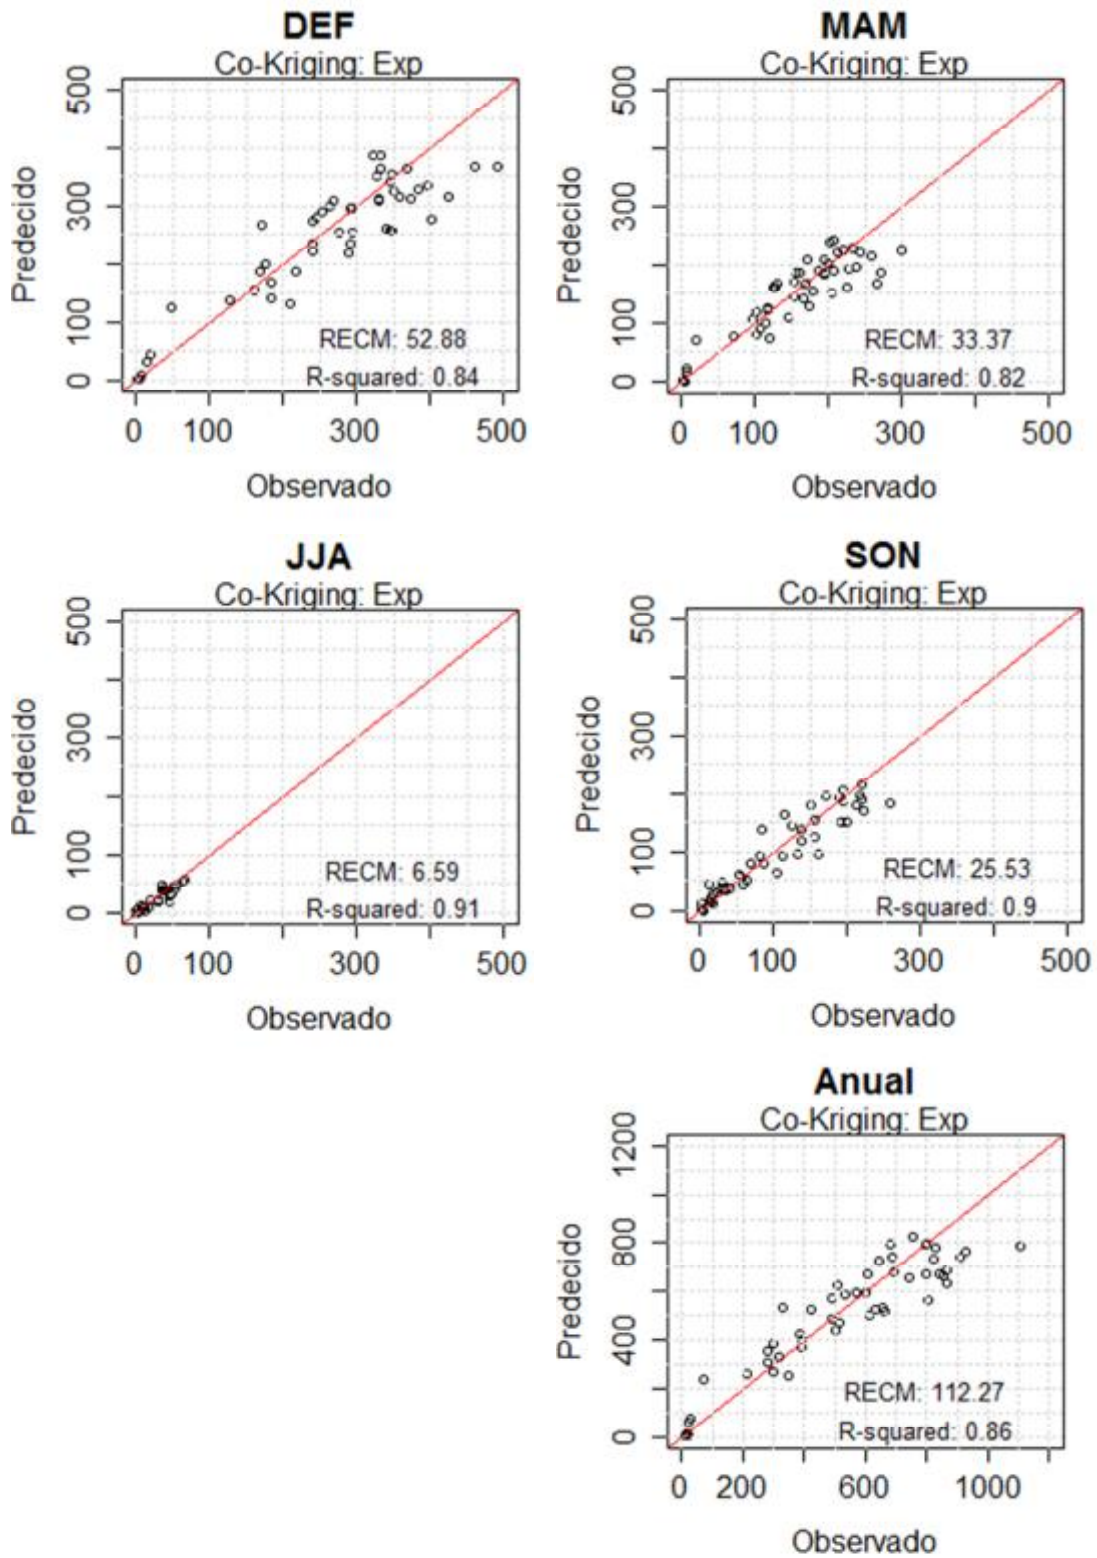 DEF
Co-Kriging: Exp
500
300
100
0
Predecido
RECM: 52.88
R-squared: 0.84
0 100 300 500
Observado
MAM
Co-Kriging: Exp
500
300
100
0
Predecido
RECM: 33.37
R-squared: 0.82
0 100 300 500
Observado
JJA
Co-Kriging: Exp
500
300
100
0
Predecido
RECM: 6.59
R-squared: 0.91
0 100 300 500
Observado
SON
Co-Kriging: Exp
500
300
100
0
Predecido
RECM: 25.53
R-squared: 0.9
0 100 300 500
Observado
Anual
Co-Kriging: Exp
1200
800
400
0
Predecido
RECM: 112.27
R-squared: 0.86
0 200 600 1000
Observado